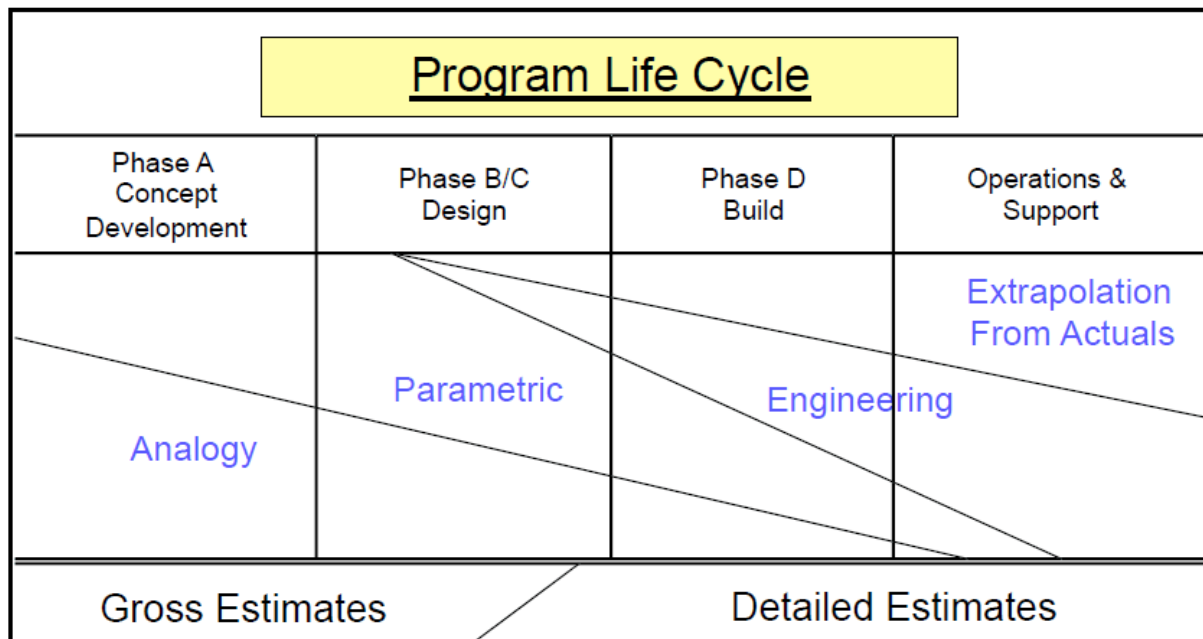 Program Life Cycle
Phase A
Concept
Development
Phase B/C
Design
Phase D
Build
Operations &
Support
Extrapolation
From Actuals
Parametric
Engineering
Analogy
Gross Estimates
Detailed Estimates